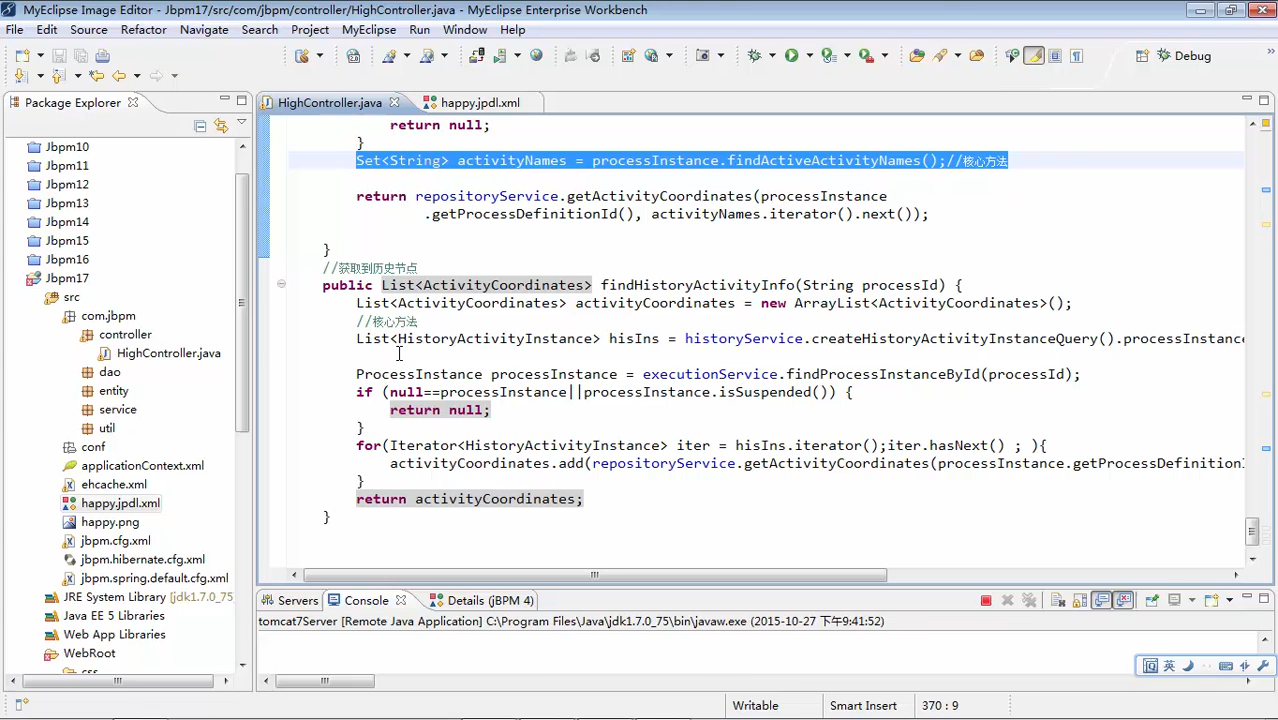 MyEclipse Image Editor - Jbpm17/src/com/jbpm/controller/HighController.java - MyEclipse Enterprise Workbench
File Edit Source Refactor Navigate Search Project MyEclipse Run Window Help
Debug
Package Explorer
HighController.java
happy.jpdl.xml
Jbpm10
Jbpm11
Jbpm12
Jbpm13
Jbpm14
Jbpm15
Jbpm16
Jbpm17
src
com.jbpm
controller
HighController.java
dao
entity
service
util
conf
applicationContext.xml
ehcache.xml
happy.jpdl.xml
happy.png
jbpm.cfg.xml
jbpm.hibernate.cfg.xml
jbpm.spring.default.cfg.xml
JRE System Library [jdk1.7.0_75]
Java EE 5 Libraries
Web App Libraries
WebRoot
css
return null;
}
Set<String> activityNames = processInstance.findActiveActivityNames();//核心方法
return repositoryService.getActivityCoordinates(processInstance
.getProcessDefinitionId(), activityNames.iterator().next());
}
//获取到历史节点
public List<ActivityCoordinates> findHistoryActivityInfo(String processId) {
List<ActivityCoordinates> activityCoordinates = new ArrayList<ActivityCoordinates>();
//核心方法
List<HistoryActivityInstance> hisIns = historyService.createHistoryActivityInstanceQuery().processInstance
ProcessInstance processInstance = executionService.findProcessInstanceById(processId);
if (null==processInstance||processInstance.isSuspended()) {
return null;
}
for(Iterator<HistoryActivityInstance> iter = hisIns.iterator();iter.hasNext() ; ){
activityCoordinates.add(repositoryService.getActivityCoordinates(processInstance.getProcessDefinitionI
}
return activityCoordinates;
}
Servers
Console
Details (jBPM 4)
tomcat7Server [Remote Java Application] C:\Program Files\Java\jdk1.7.0_75\bin\javaw.exe (2015-10-27 下午9:41:52)
英
Writable
Smart Insert
370 : 9